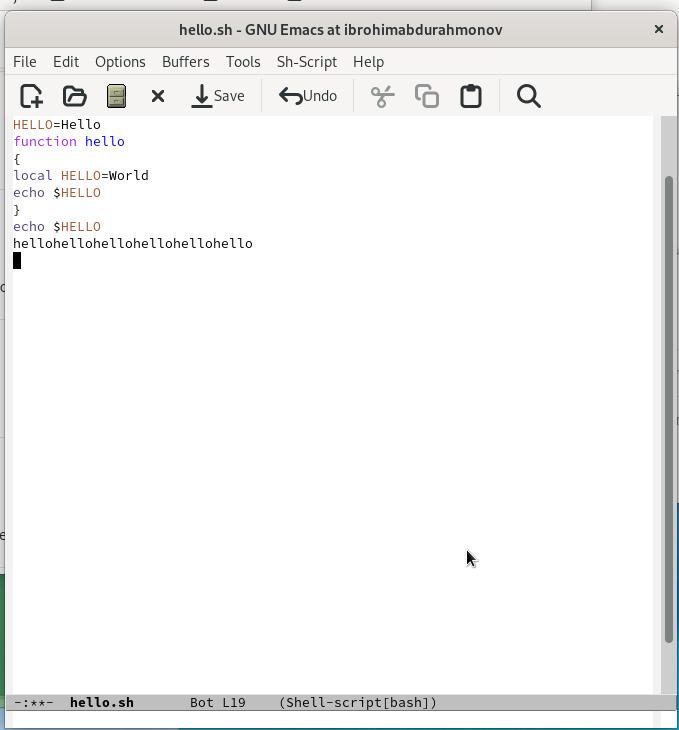 hello.sh - GNU Emacs at ibrohimabdurahmonov
File Edit Options Buffers Tools Sh-Script Help
Save Undo
HELLO=Hello
function hello
{
local HELLO=World
echo $HELLO
}
echo $HELLO
hellohellohellohellohellohello
-:**- hello.sh Bot L19 (Shell-script[bash])